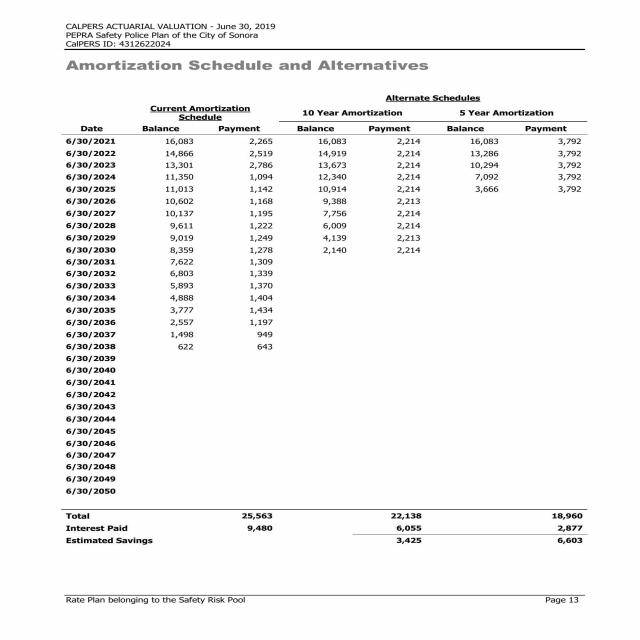 CALPERS ACTUARIAL VALUATION - June 30, 2019
PEPRA Safety Police Plan of the City of Sonora
CalPERS ID: 4312622024
Amortization Schedule and Alternatives
Alternate Schedules
Current Amortization Schedule 10 Year Amortization 5 Year Amortization
Date Balance Payment Balance Payment Balance Payment
6/30/2021 16,083 2,265 16,083 2,214 16,083 3,792
6/30/2022 14,866 2,519 14,919 2,214 13,286 3,792
6/30/2023 13,301 2,786 13,673 2,214 10,294 3,792
6/30/2024 11,350 1,094 12,340 2,214 7,092 3,792
6/30/2025 11,013 1,142 10,914 2,214 3,666 3,792
6/30/2026 10,602 1,168 9,388 2,213
6/30/2027 10,137 1,195 7,756 2,214
6/30/2028 9,611 1,222 6,009 2,214
6/30/2029 9,019 1,249 4,139 2,213
6/30/2030 8,359 1,278 2,140 2,214
6/30/2031 7,622 1,309
6/30/2032 6,803 1,339
6/30/2033 5,893 1,370
6/30/2034 4,888 1,404
6/30/2035 3,777 1,434
6/30/2036 2,557 1,197
6/30/2037 1,498 949
6/30/2038 622 643
6/30/2039
6/30/2040
6/30/2041
6/30/2042
6/30/2043
6/30/2044
6/30/2045
6/30/2046
6/30/2047
6/30/2048
6/30/2049
6/30/2050
Total 25,563 22,138 18,960
Interest Paid 9,480 6,055 2,877
Estimated Savings 3,425 6,603
Rate Plan belonging to the Safety Risk Pool Page 13